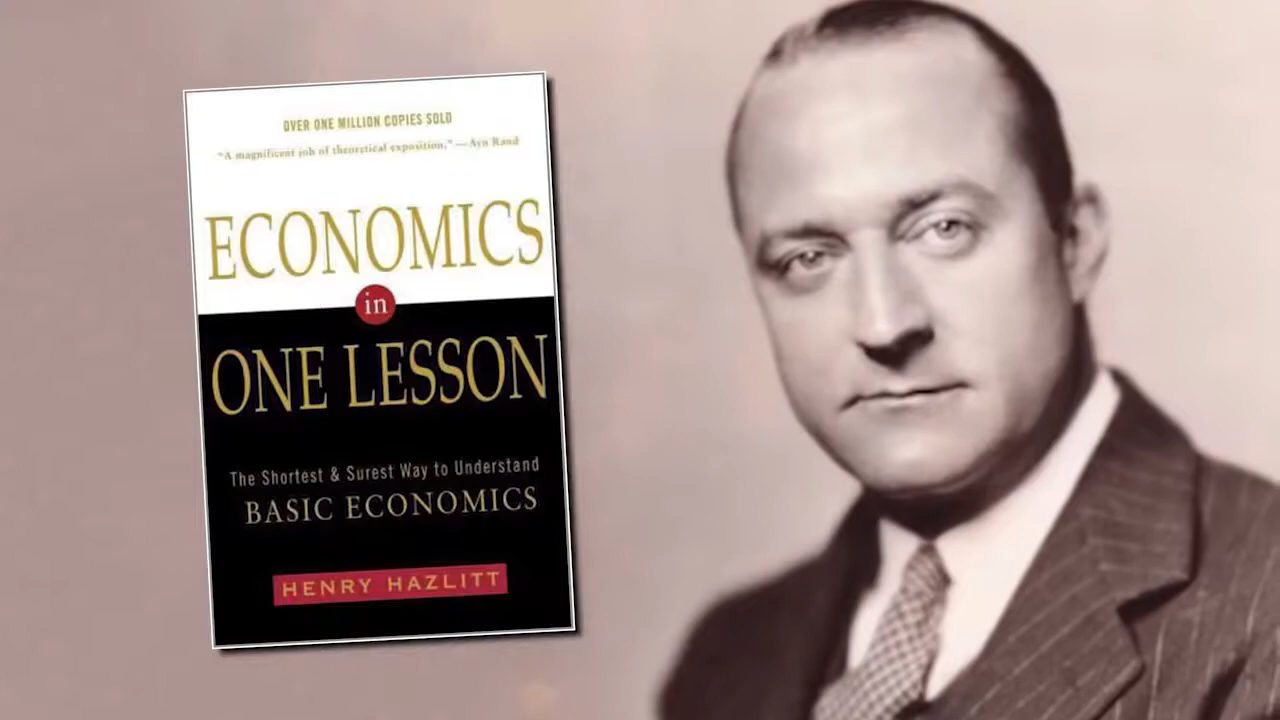 OVER ONE MILLION COPIES SOLD
"A magnificent job of theoretical exposition." —Ayn Rand
ECONOMICS
in
ONE LESSON
The Shortest & Surest Way to Understand
BASIC ECONOMICS
HENRY HAZLITT